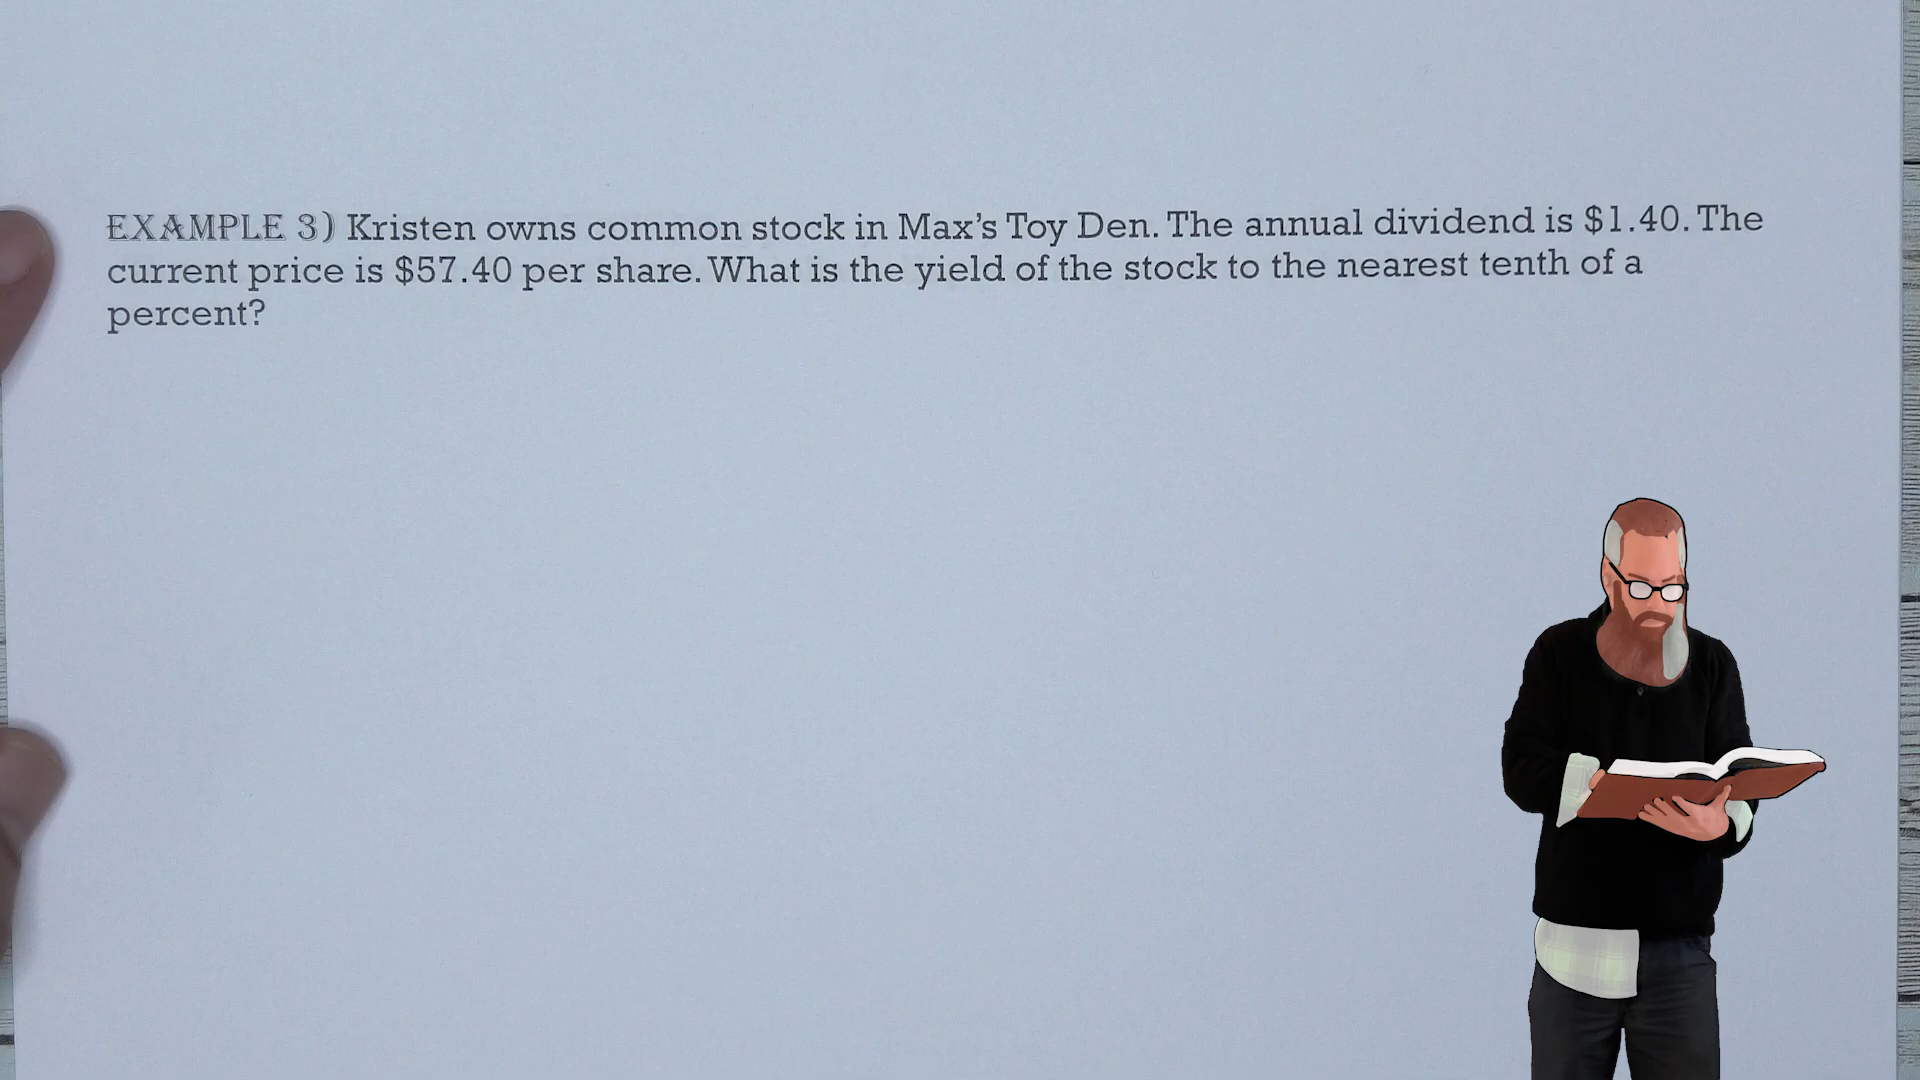 EXAMPLE 3) Kristen owns common stock in Max's Toy Den. The annual dividend is $1.40. The
current price is $57.40 per share. What is the yield of the stock to the nearest tenth of a
percent?